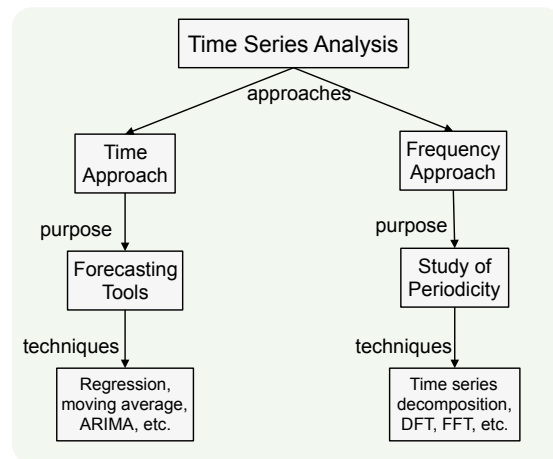 Time Series Analysis
approaches
Time
Approach
Frequency
Approach
purpose
purpose
Forecasting
Tools
Study of
Periodicity
techniques
techniques
Regression,
moving average,
ARIMA, etc.
Time series
decomposition,
DFT, FFT, etc.